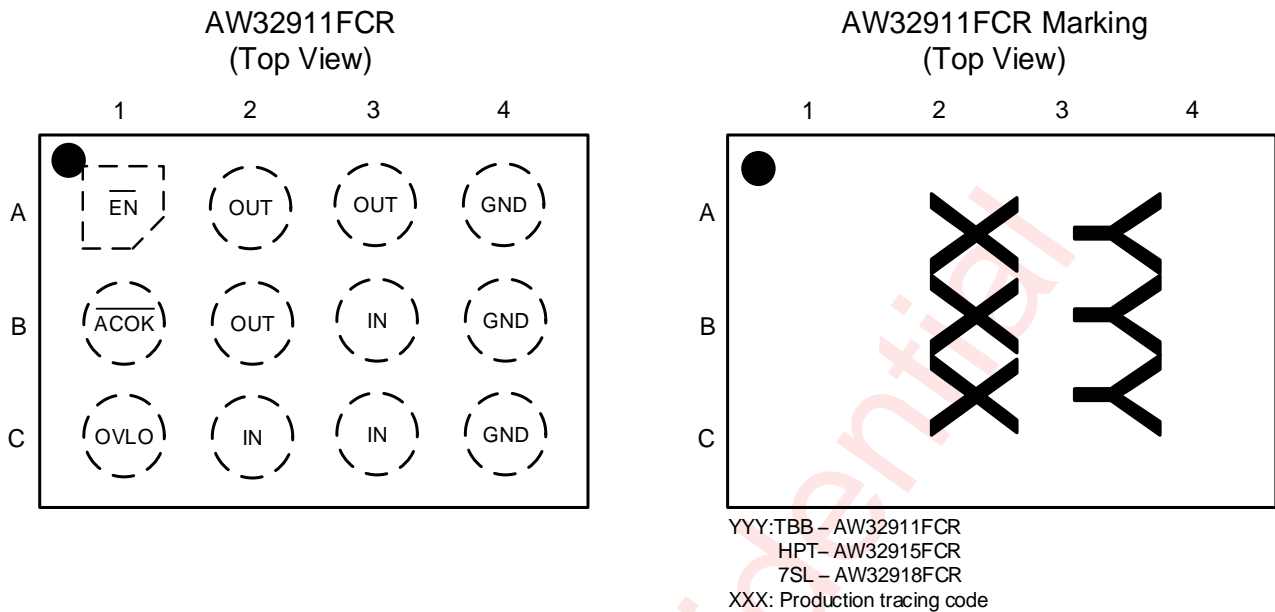 AW32911FCR
(Top View)
1 2 3 4
A EN OUT OUT GND
B ACOK OUT IN GND
C OVLO IN IN GND
AW32911FCR Marking
(Top View)
1 2 3 4
A
B
C
XXX
YYY
YYY:TBB – AW32911FCR
HPT– AW32915FCR
7SL – AW32918FCR
XXX: Production tracing code